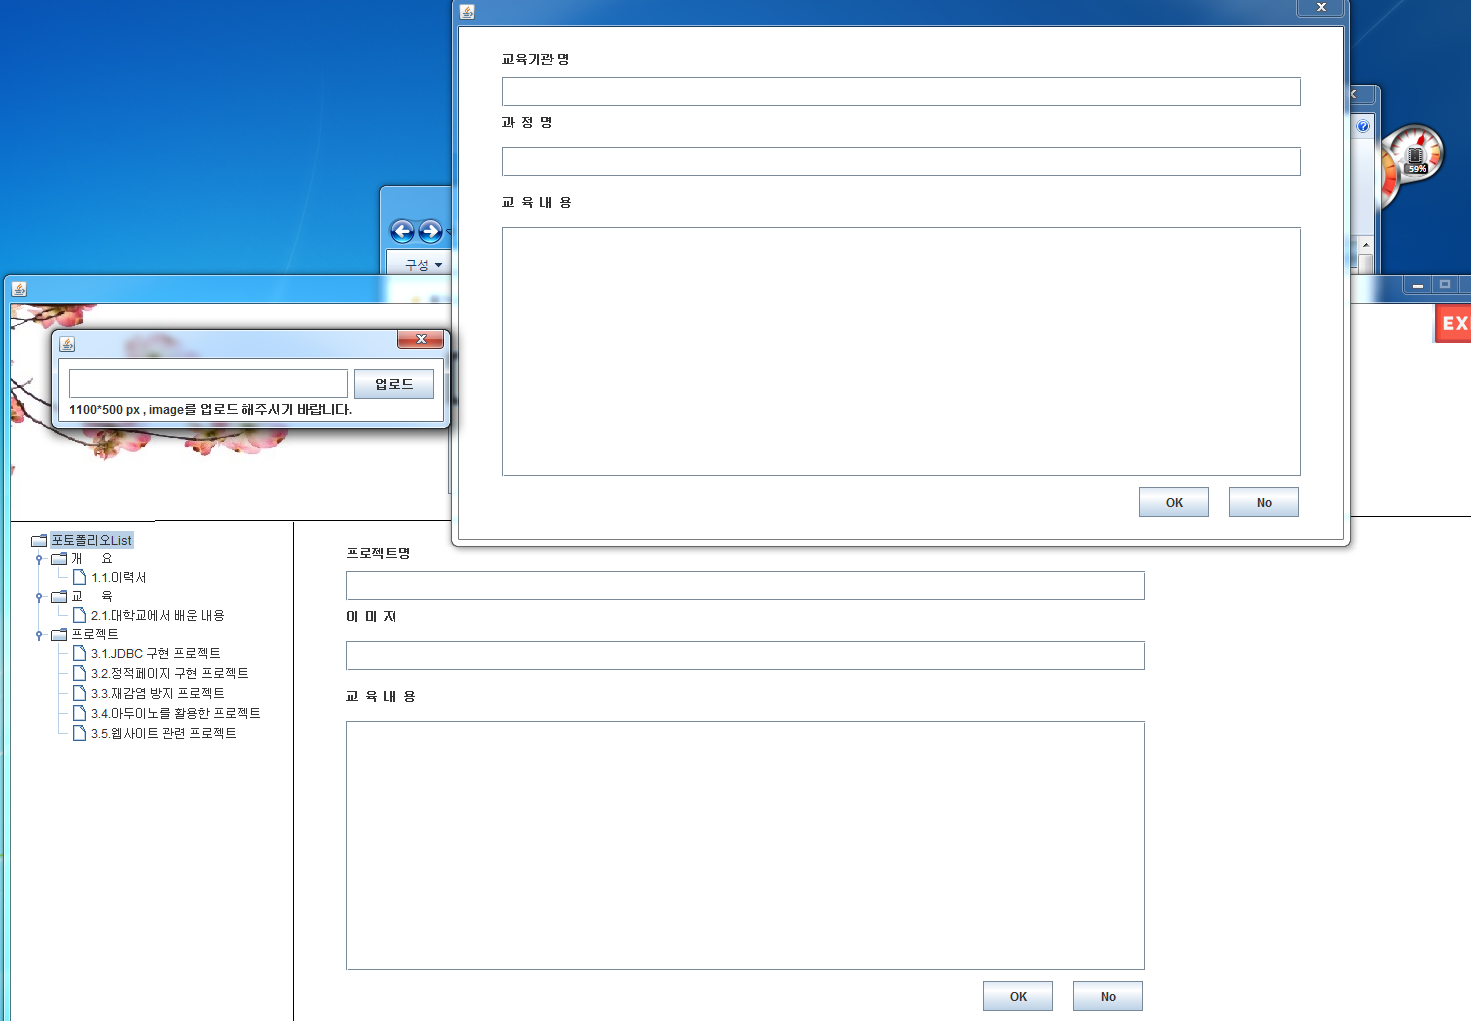 교육기관 명
과 정 명
교 육 내 용
OK No
59%
구성
EXI
업로드
1100*500 px , image를 업로드 해주시기 바랍니다.
포토폴리오List
개 요
1.1.이력서
교 육
2.1.대학교에서 배운 내용
프로젝트
3.1.JDBC 구현 프로젝트
3.2.정적페이지 구현 프로젝트
3.3.재감염 방지 프로젝트
3.4.아두이노를 활용한 프로젝트
3.5.웹사이트 관련 프로젝트
프로젝트명
이 미 지
교 육 내 용
OK No